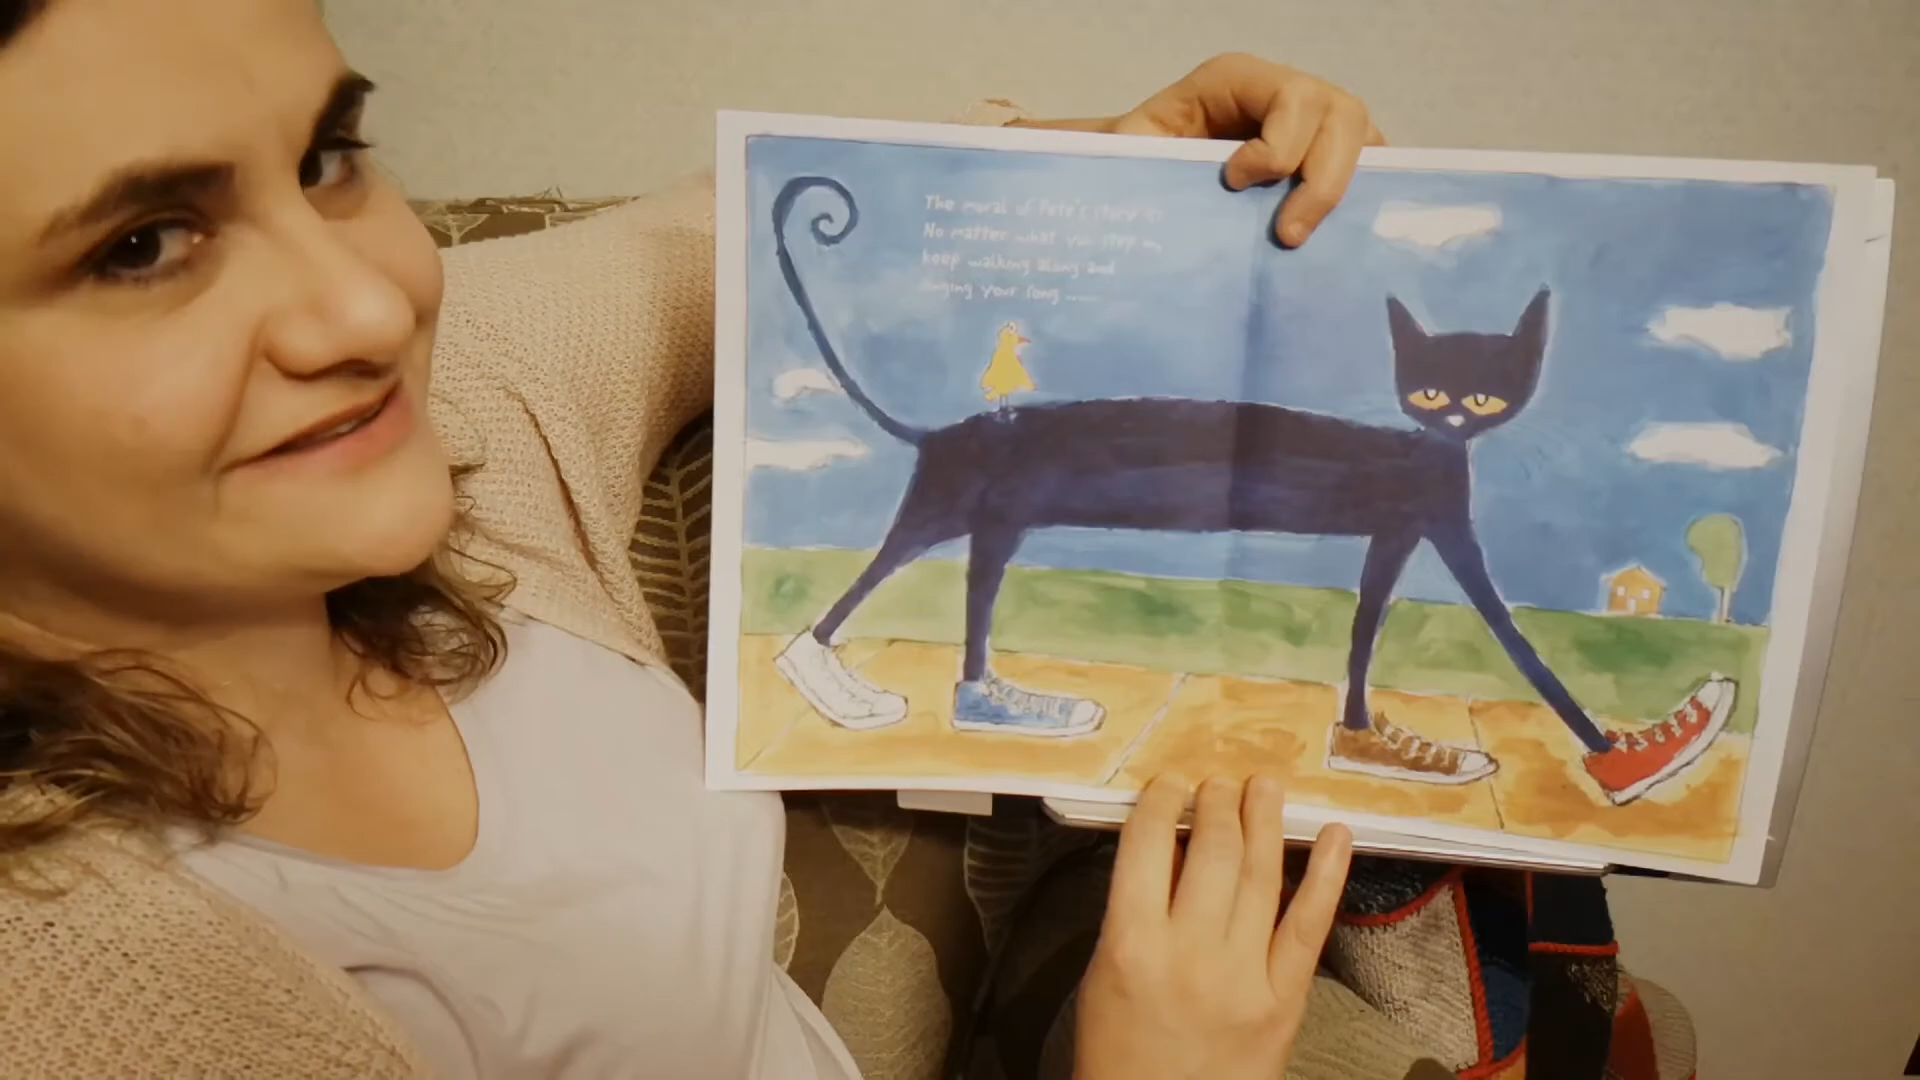 The moral of Pete's story is:
No matter what you step in,
keep walking along and
singing your song.....